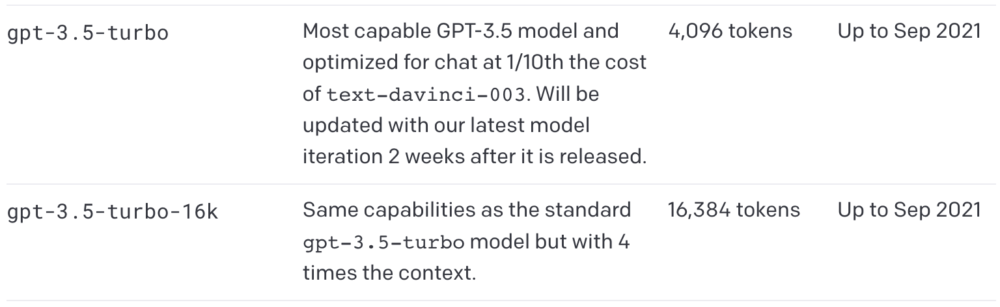 gpt-3.5-turbo
Most capable GPT-3.5 model and
optimized for chat at 1/10th the cost
of text-davinci-003. Will be
updated with our latest model
iteration 2 weeks after it is released.
4,096 tokens
Up to Sep 2021
gpt-3.5-turbo-16k
Same capabilities as the standard
gpt-3.5-turbo model but with 4
times the context.
16,384 tokens
Up to Sep 2021